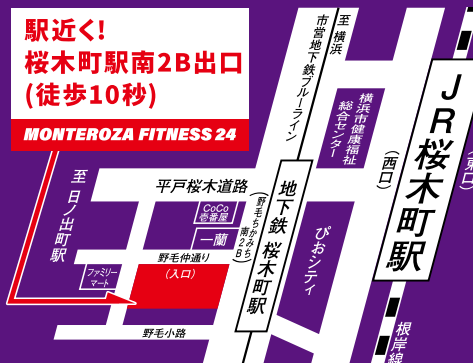 駅近く!
桜木町駅南2B出口
(徒歩10秒)
MONTEROZA FITNESS 24
至 横浜
市営地下鉄ブルーライン
横浜市健康福祉
総合センター
JR桜木町駅
(西口)
(東口)
至 日ノ出町駅
平戸桜木道路
CoCo
壱番屋
一蘭
(野毛ちかみち
南2B)
地下鉄 桜木町駅
ぴおシティ
野毛仲通り
(入口)
ファミリー
マート
野毛小路
根岸線